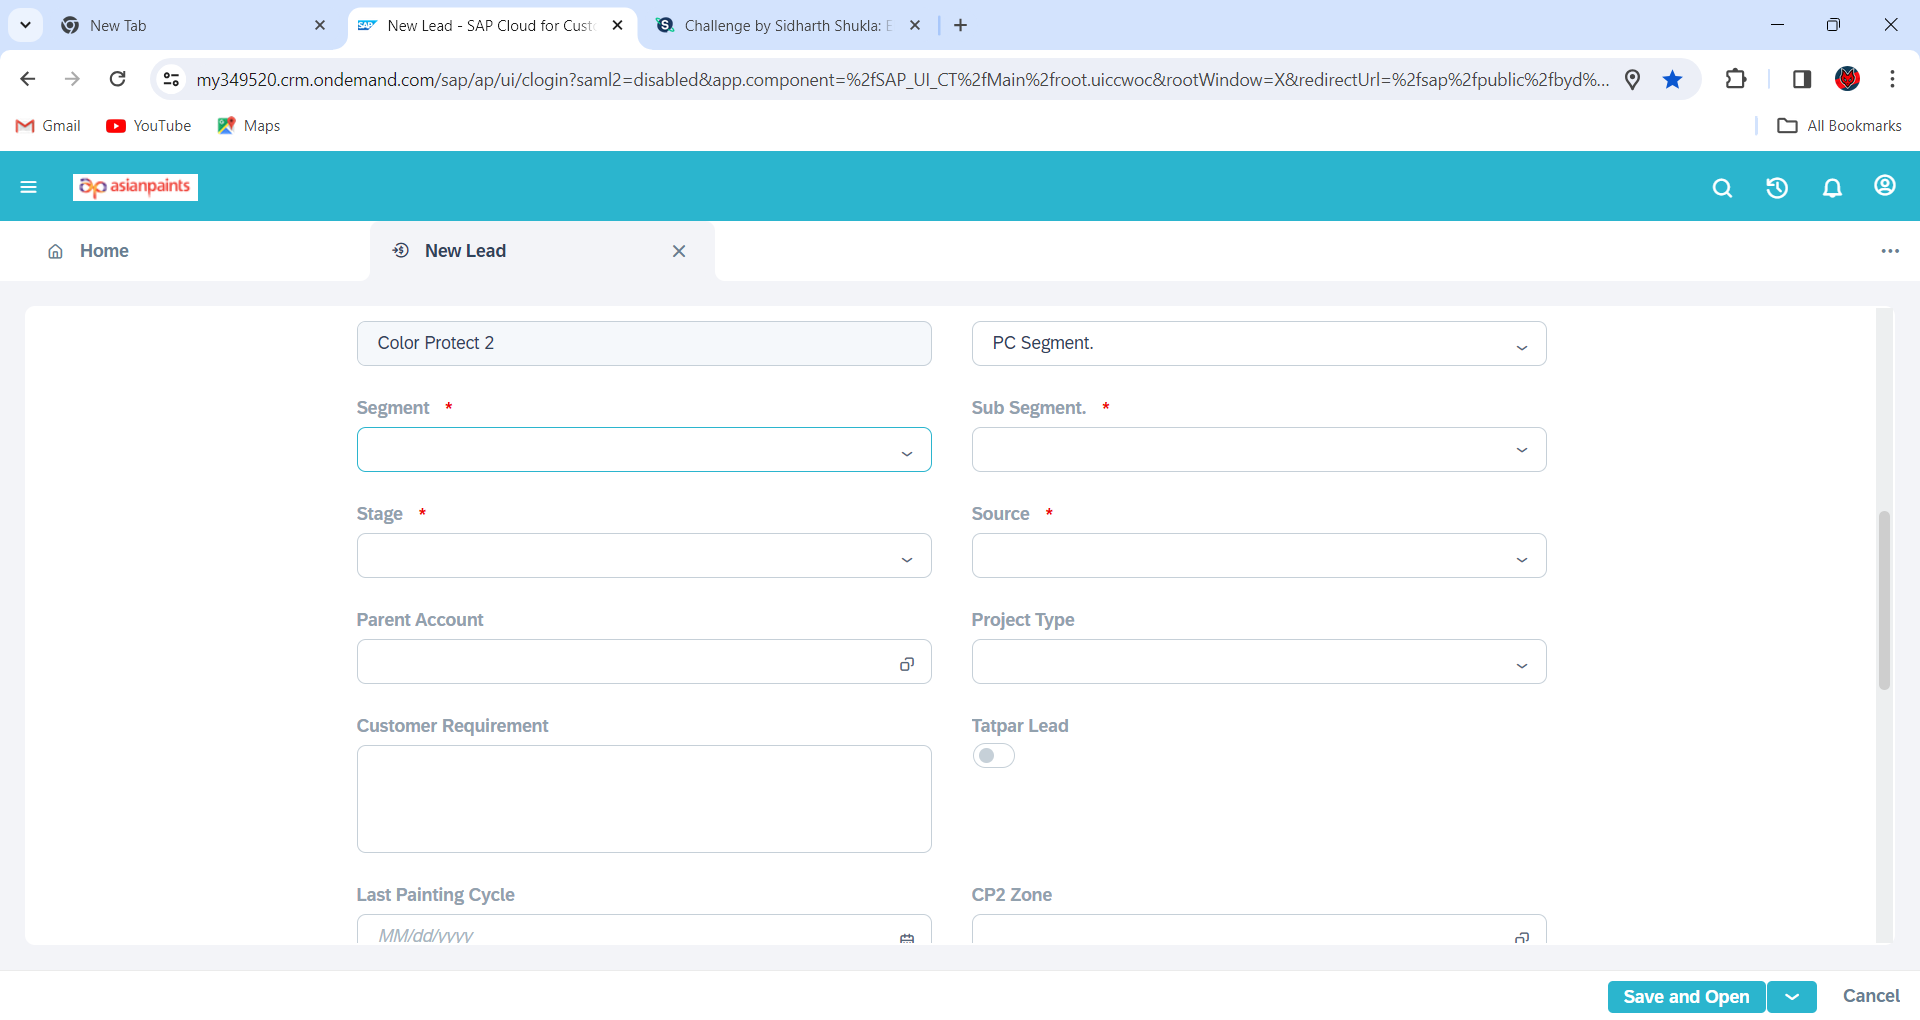 New Tab
New Lead - SAP Cloud for Custo
Challenge by Sidharth Shukla: E
my349520.crm.ondemand.com/sap/ap/ui/clogin?saml2=disabled&app.component=%2fSAP_UI_CT%2fMain%2froot.uiccwoc&rootWindow=X&redirectUrl=%2fsap%2fpublic%2fbyd%...
Gmail
YouTube
Maps
All Bookmarks
asianpaints
Home
New Lead
Color Protect 2
PC Segment.
Segment *
Sub Segment. *
Stage *
Source *
Parent Account
Project Type
Customer Requirement
Tatpar Lead
Last Painting Cycle
CP2 Zone
MM/dd/yyyy
Save and Open
Cancel